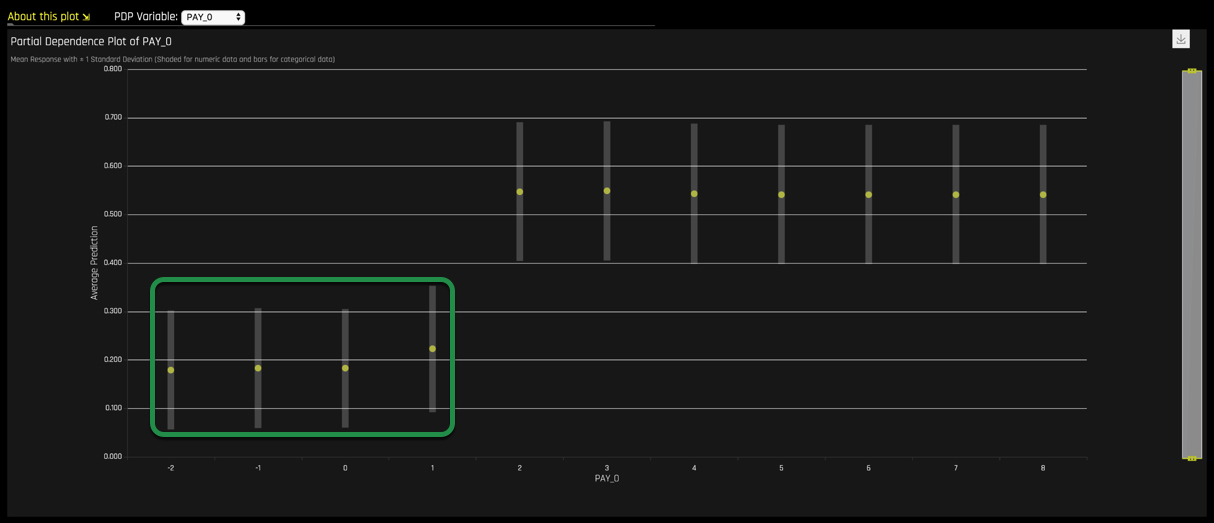 About this plot ⇲ PDP Variable: PAY_0
Partial Dependence Plot of PAY_0
Mean Response with ± 1 Standard Deviation (Shaded for numeric data and bars for categorical data)
0.800
0.700
0.600
0.500
0.400
0.300
0.200
0.100
0.000
Average Prediction
-2 -1 0 1 2 3 4 5 6 7 8
PAY_0